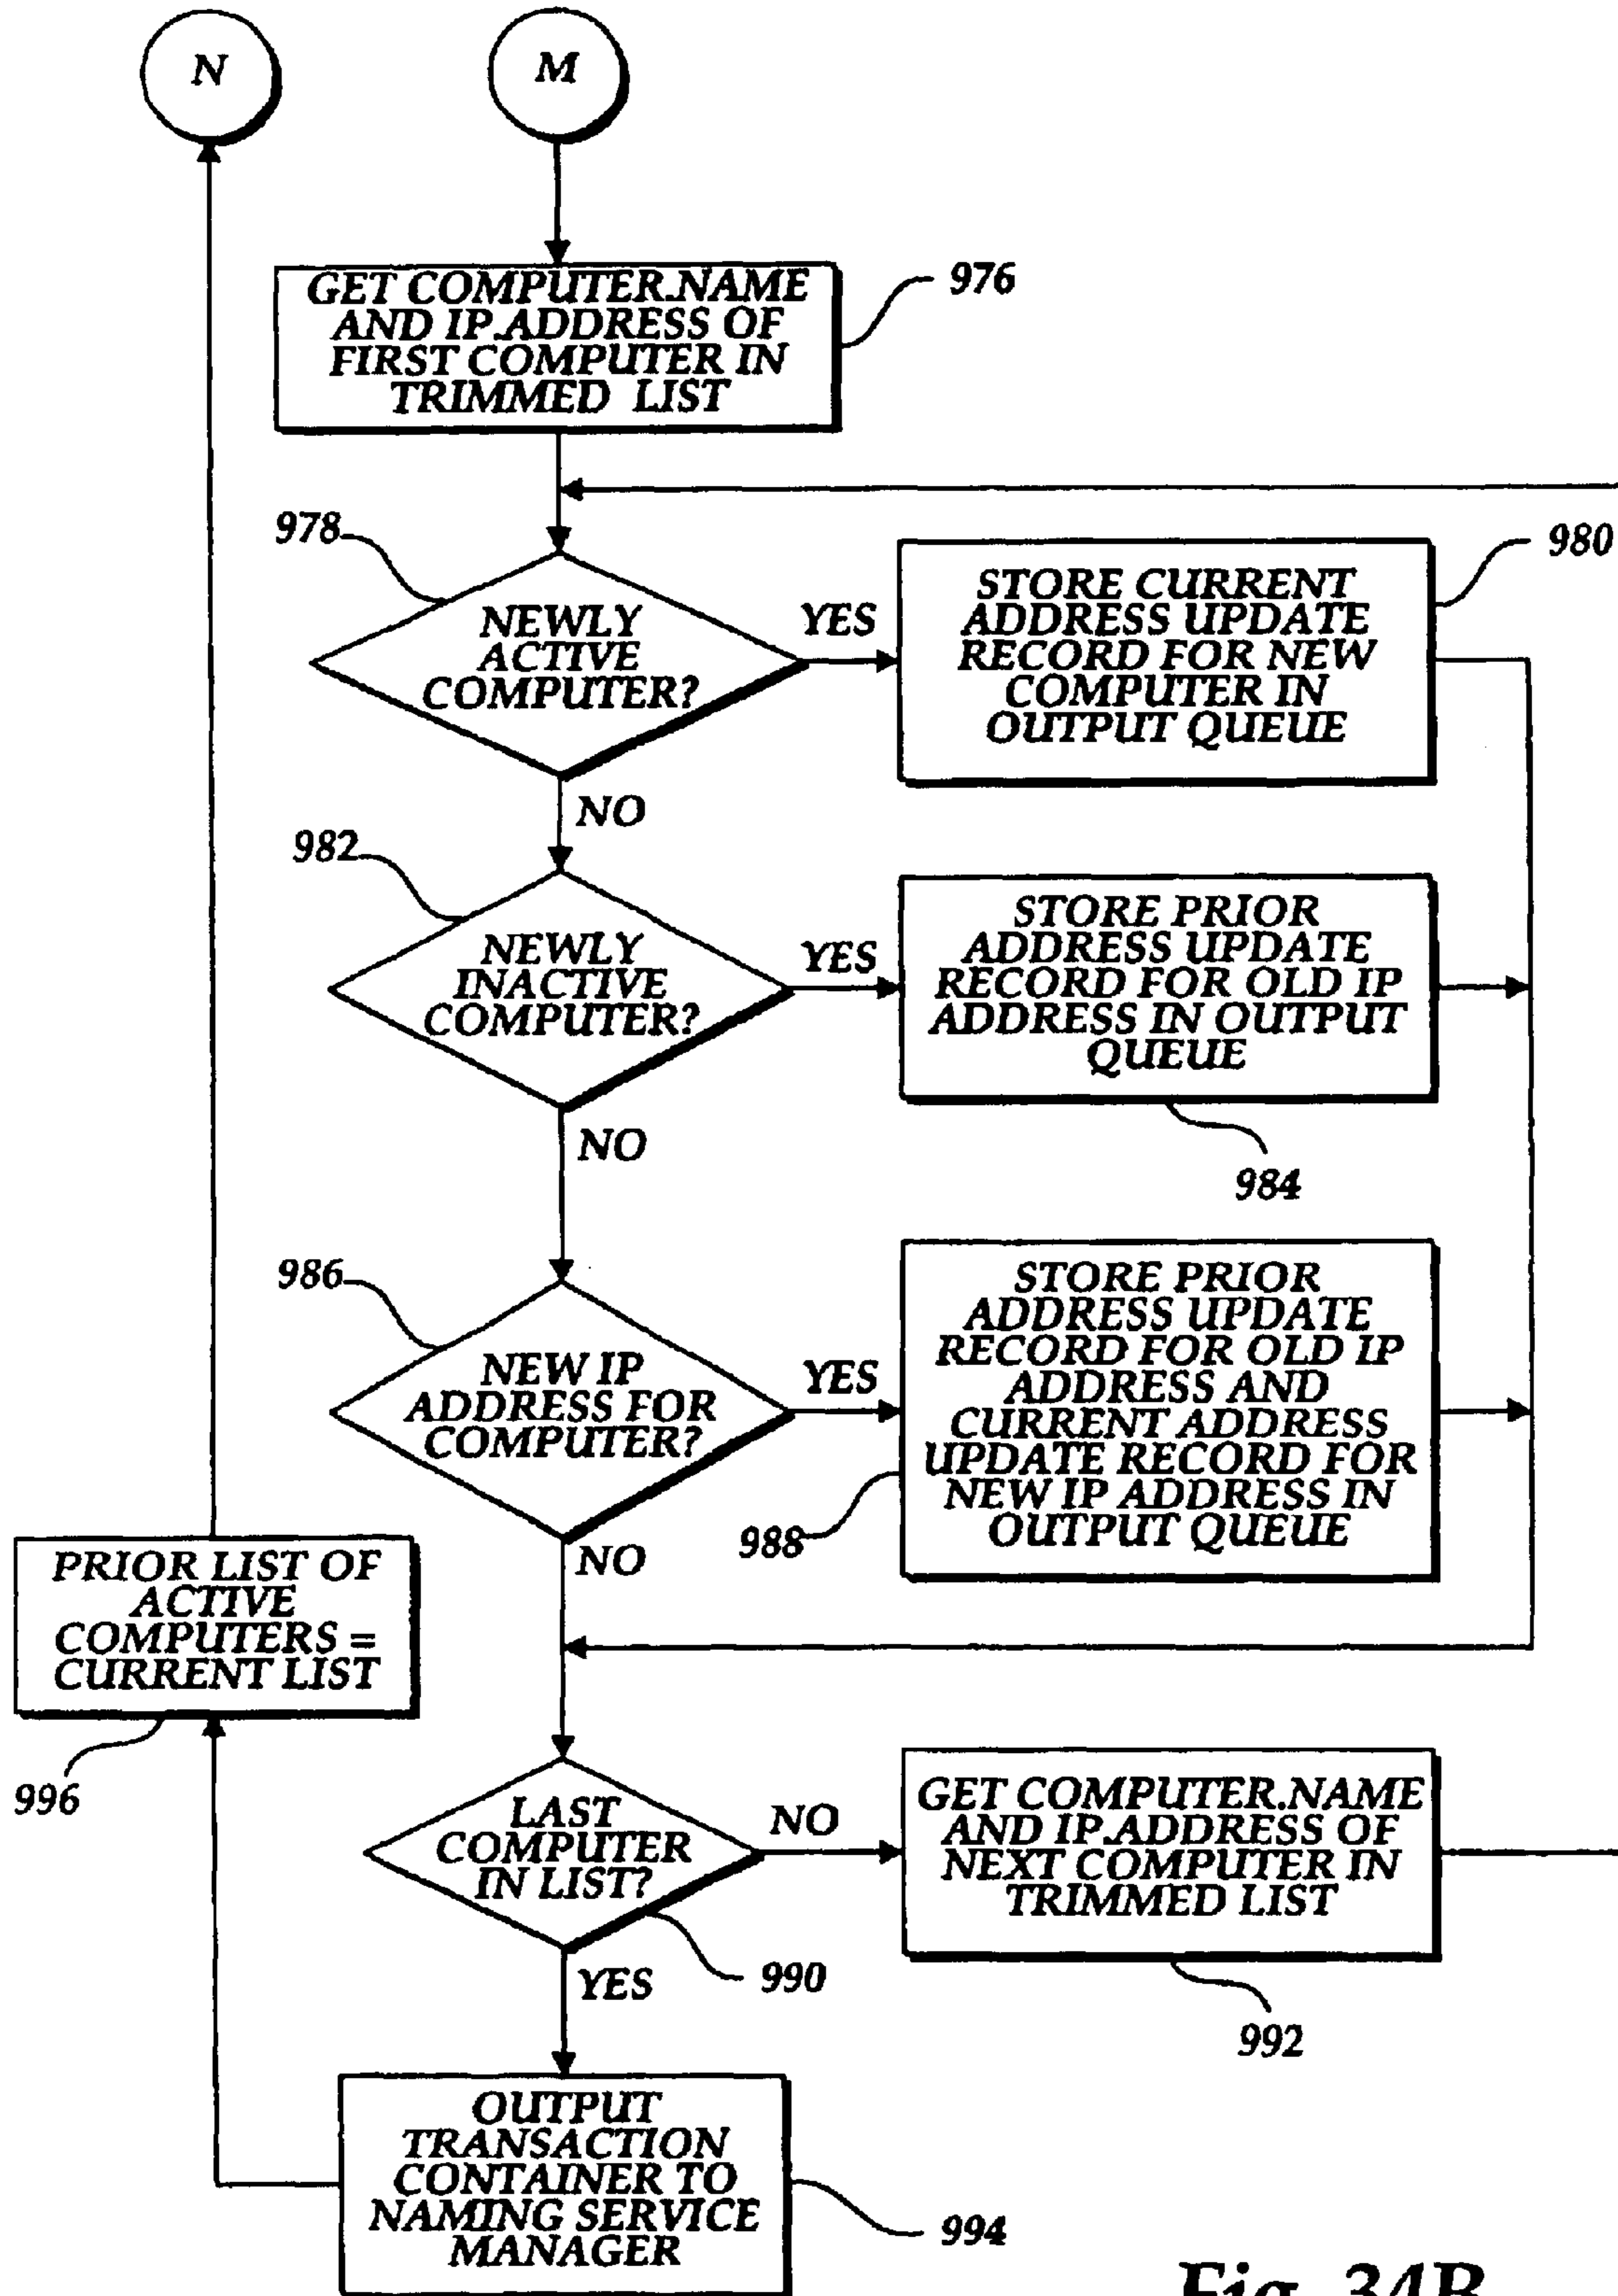 N
M
GET COMPUTER.NAME
AND IP.ADDRESS OF
FIRST COMPUTER IN
TRIMMED LIST
976
978
NEWLY
ACTIVE
COMPUTER?
YES
NO
STORE CURRENT
ADDRESS UPDATE
RECORD FOR NEW
COMPUTER IN
OUTPUT QUEUE
980
982
NEWLY
INACTIVE
COMPUTER?
YES
NO
STORE PRIOR
ADDRESS UPDATE
RECORD FOR OLD IP
ADDRESS IN OUTPUT
QUEUE
984
986
NEW IP
ADDRESS FOR
COMPUTER?
YES
NO
STORE PRIOR
ADDRESS UPDATE
RECORD FOR OLD IP
ADDRESS AND
CURRENT ADDRESS
UPDATE RECORD FOR
NEW IP ADDRESS IN
OUTPUT QUEUE
988
PRIOR LIST OF
ACTIVE
COMPUTERS =
CURRENT LIST
996
LAST
COMPUTER
IN LIST?
NO
YES
990
GET COMPUTER.NAME
AND IP.ADDRESS OF
NEXT COMPUTER IN
TRIMMED LIST
992
OUTPUT
TRANSACTION
CONTAINER TO
NAMING SERVICE
MANAGER
994
Fig. 34B